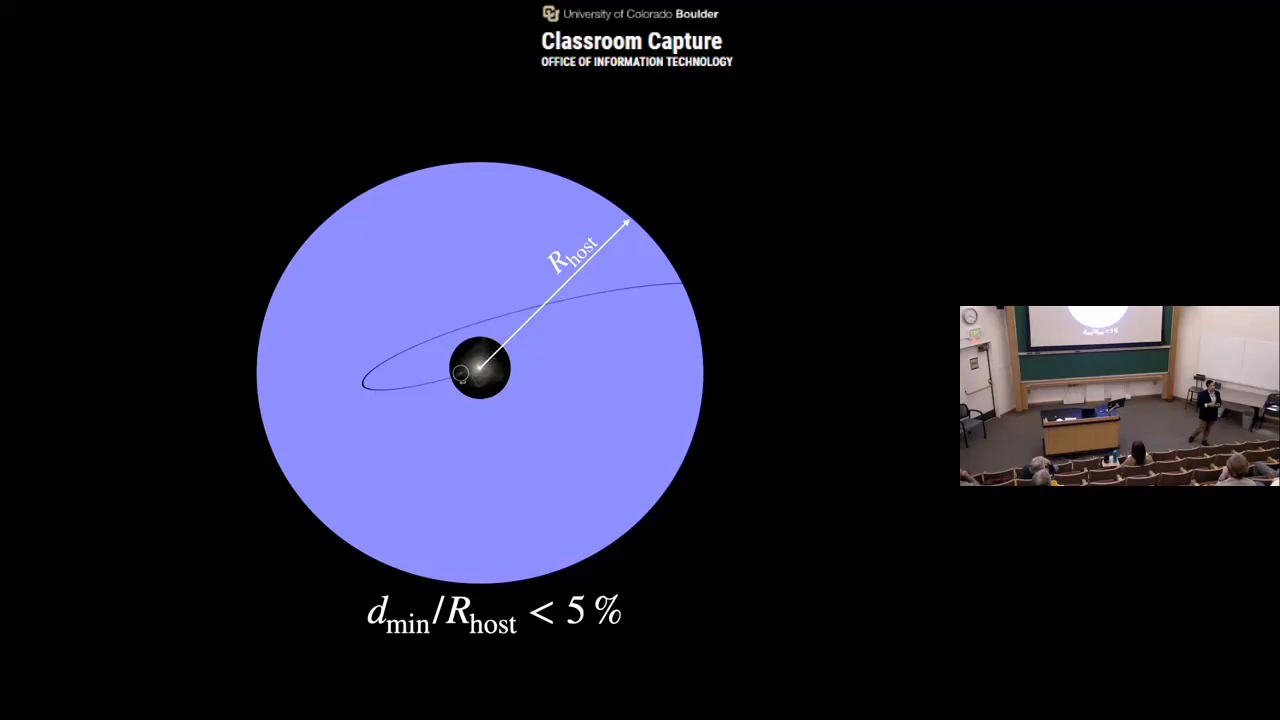 University of Colorado Boulder
Classroom Capture
OFFICE OF INFORMATION TECHNOLOGY
R_host
d_min/R_host < 5 %